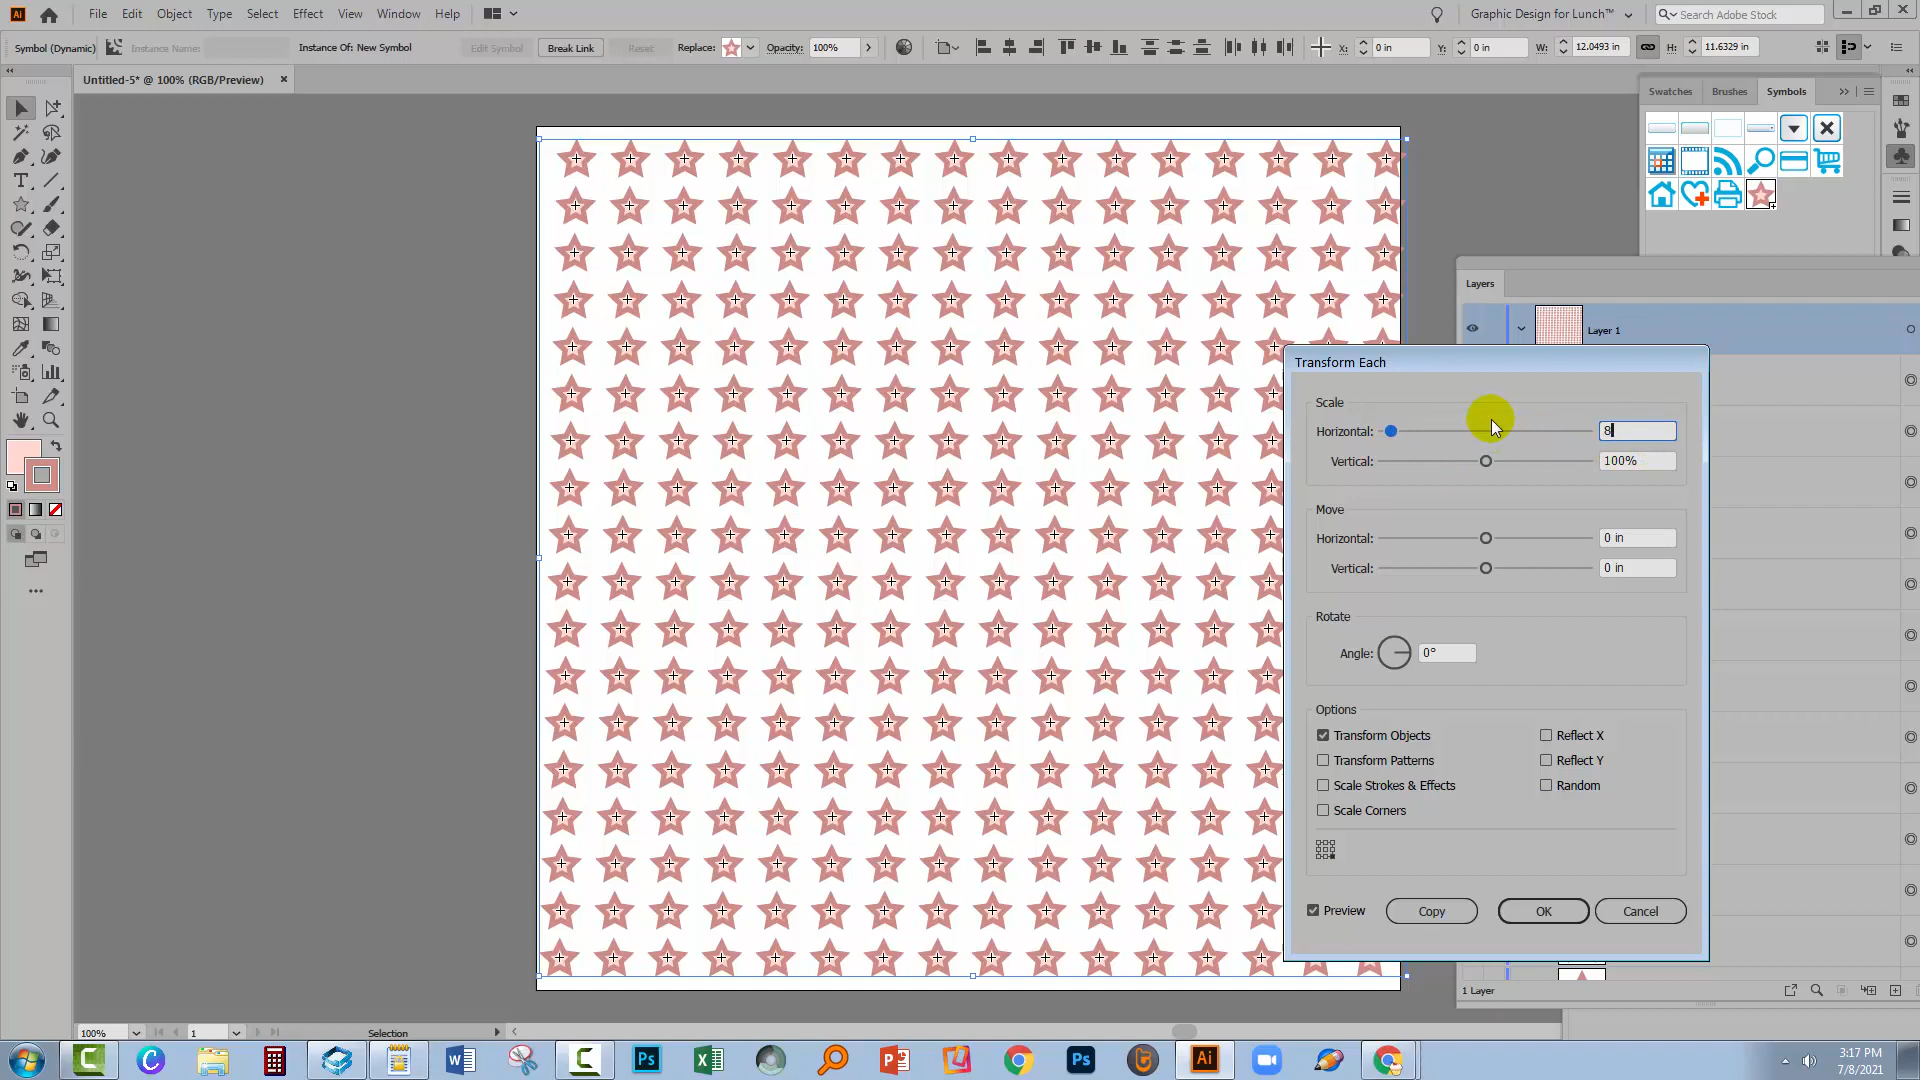 File Edit Object Type Select Effect View Window Help
Graphic Design for Lunch™
Search Adobe Stock
Symbol (Dynamic) Instance Name: Instance Of: New Symbol Edit Symbol Break Link Reset Replace: Opacity: 100% X: 0 in Y: 0 in W: 12.0493 in H: 11.6329 in
Untitled-5* @ 100% (RGB/Preview)
Swatches Brushes Symbols
Layers
Layer 1
Transform Each
Scale
Horizontal: 8
Vertical: 100%
Move
Horizontal: 0 in
Vertical: 0 in
Rotate
Angle: 0°
Options
Transform Objects Reflect X
Transform Patterns Reflect Y
Scale Strokes & Effects Random
Scale Corners
Preview Copy OK Cancel
1 Layer
100% 1 Selection
3:17 PM
7/8/2021